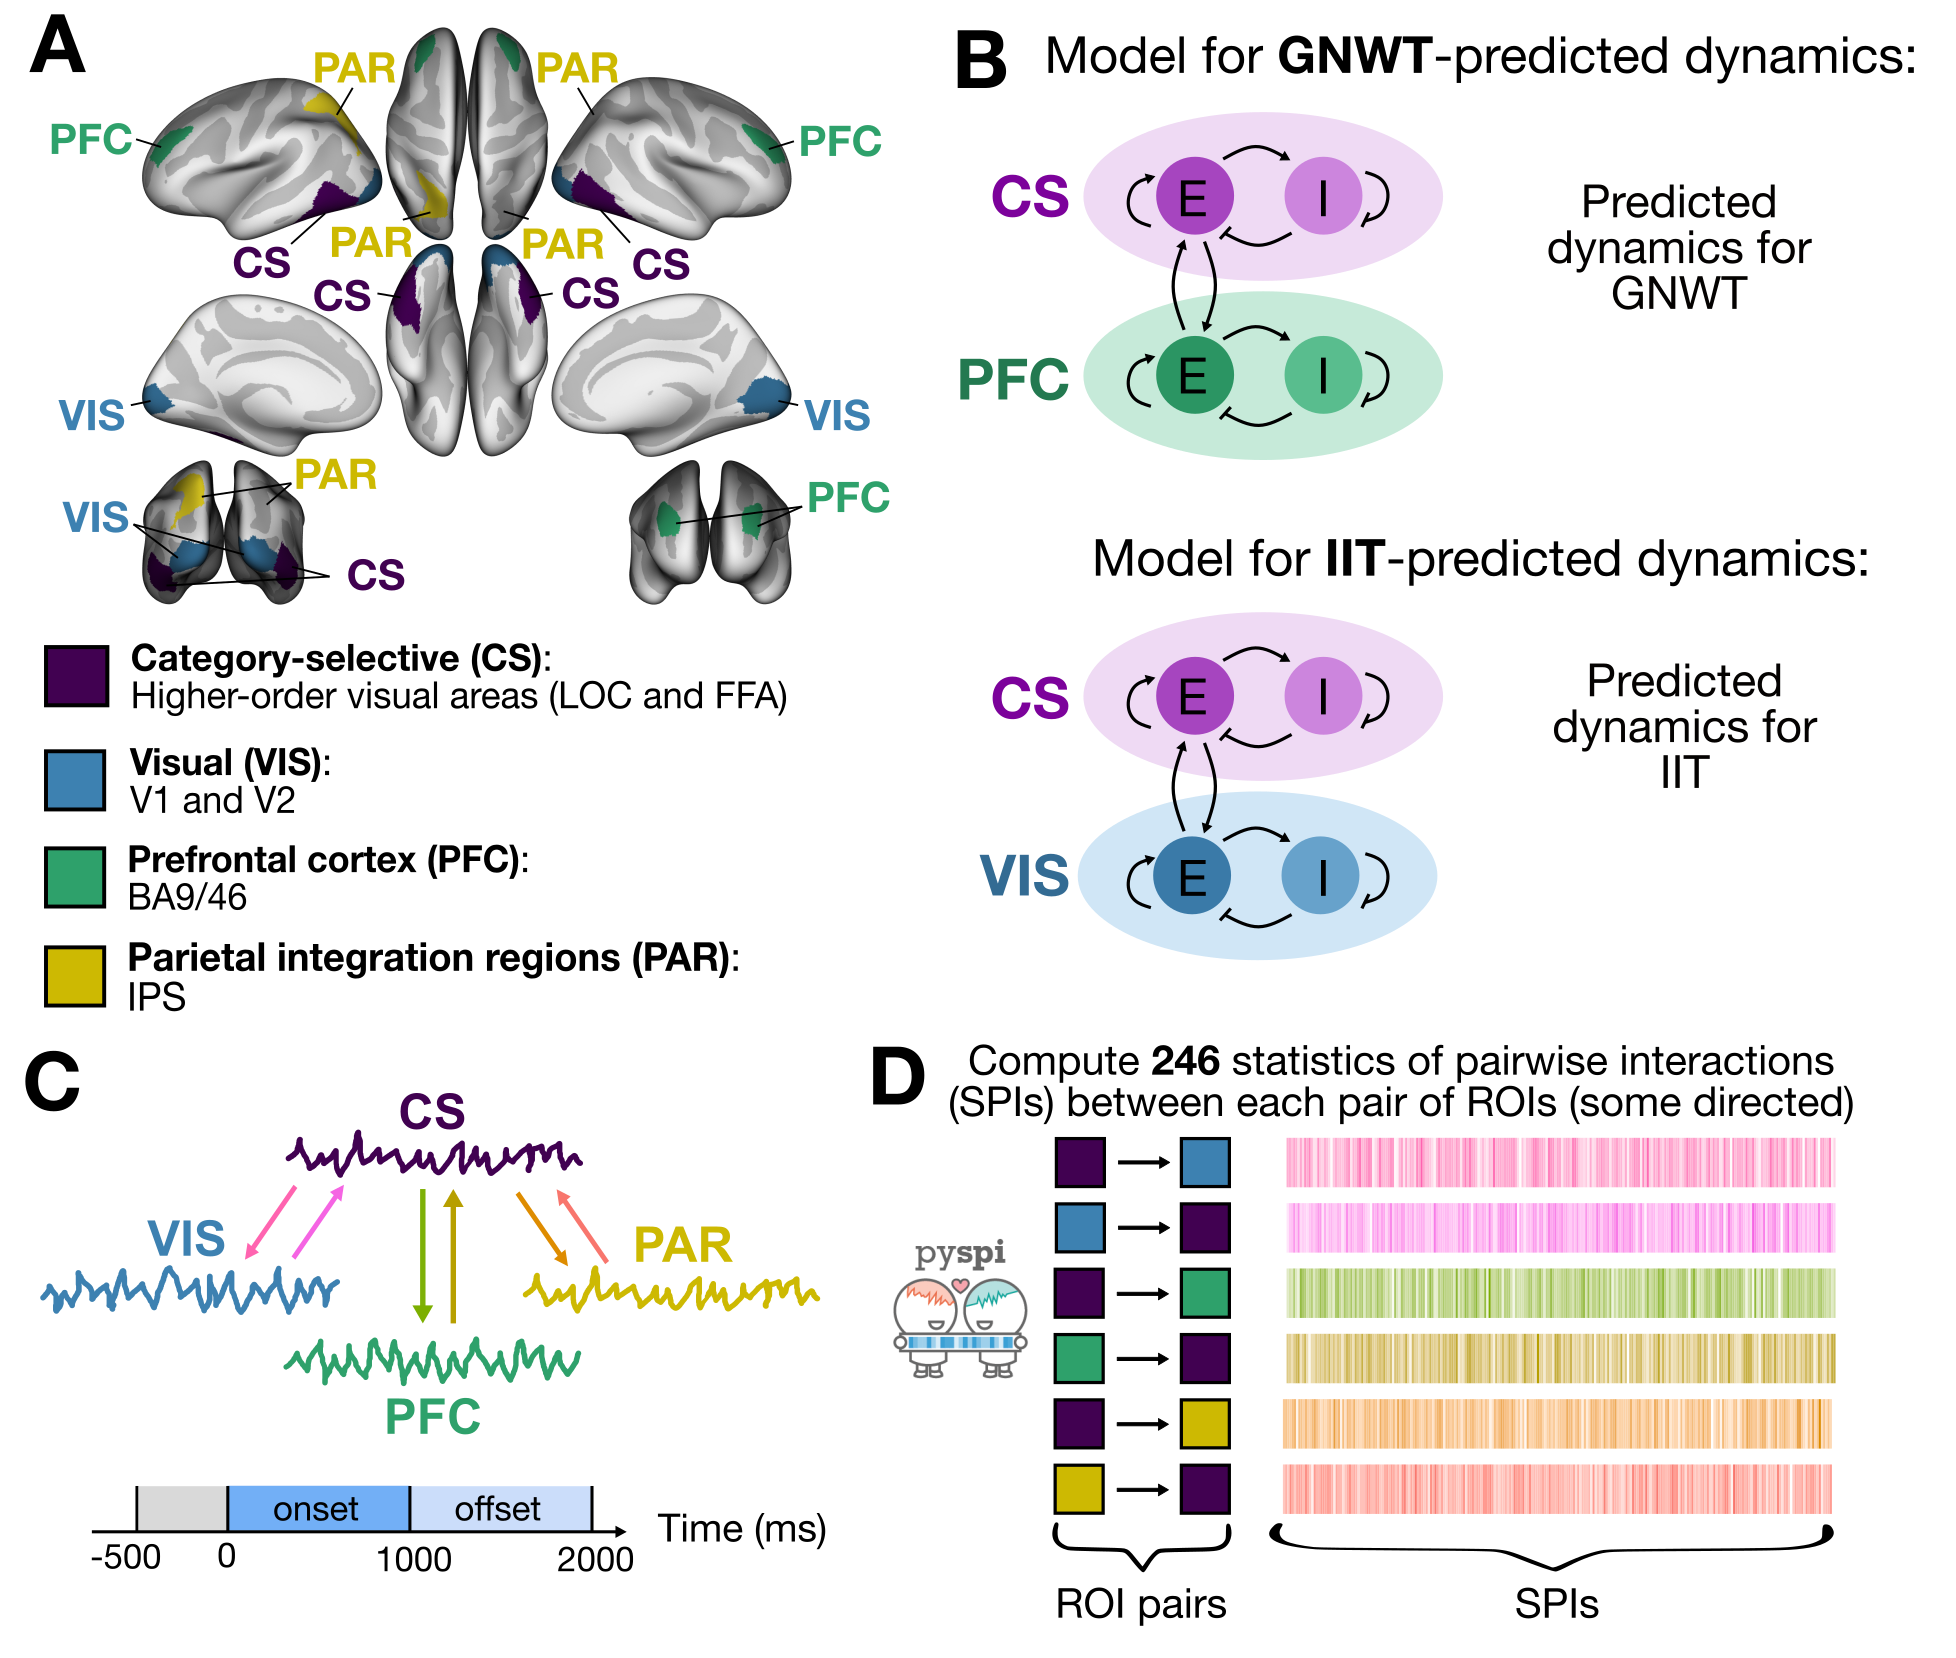 A
PAR
PAR
PFC
PFC
CS
PAR
PAR
CS
CS
CS
VIS
VIS
PAR
VIS
CS
PFC
Category-selective (CS):
Higher-order visual areas (LOC and FFA)
Visual (VIS):
V1 and V2
Prefrontal cortex (PFC):
BA9/46
Parietal integration regions (PAR):
IPS
B
Model for GNWT-predicted dynamics:
CS
E
I
PFC
E
I
Predicted
dynamics for
GNWT
Model for IIT-predicted dynamics:
CS
E
I
VIS
E
I
Predicted
dynamics for
IIT
C
CS
VIS
PAR
PFC
onset
offset
-500
0
1000
2000
Time (ms)
D
Compute 246 statistics of pairwise interactions
(SPIs) between each pair of ROIs (some directed)
pyspi
ROI pairs
SPIs